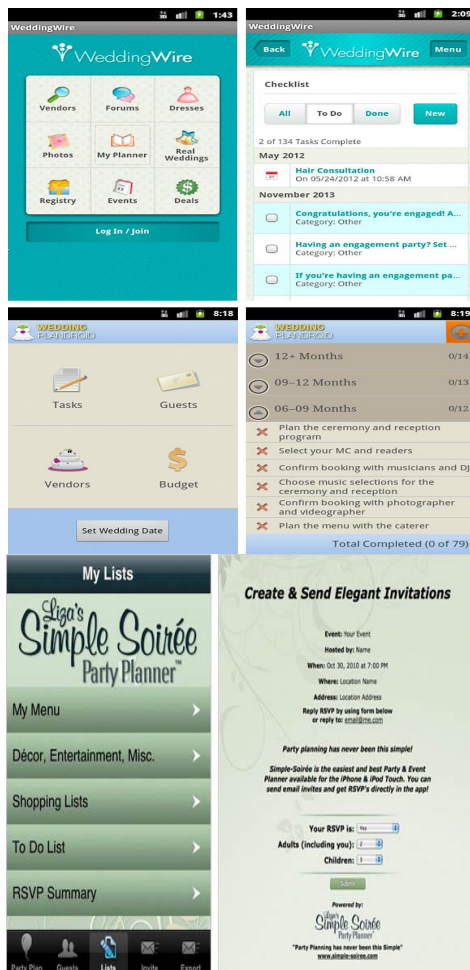 1:43
WeddingWire
WeddingWire
Vendors
Forums
Dresses
Photos
My Planner
Real
Weddings
Registry
Events
Deals
Log In / Join
2:09
WeddingWire
Back
WeddingWire
Menu
Checklist
All
To Do
Done
New
2 of 134 Tasks Complete
May 2012
Hair Consultation
On 05/24/2012 at 10:58 AM
November 2013
Congratulations, you're engaged! A...
Category: Other
Having an engagement party? Set ...
Category: Other
If you're having an engagement pa...
Category: Other
8:18
WEDDING
PLANDROID
Tasks
Guests
Vendors
Budget
Set Wedding Date
8:19
WEDDING
PLANDROID
12+ Months 0/14
09–12 Months 0/13
06–09 Months 0/12
Plan the ceremony and reception
program
Select your MC and readers
Confirm booking with musicians and DJ
Choose music selections for the
ceremony and reception
Confirm booking with photographer
and videographer
Plan the menu with the caterer
Total Completed (0 of 79)
My Lists
Liza's
Simple Soirée
Party Planner™
My Menu
Décor, Entertainment, Misc.
Shopping Lists
To Do List
RSVP Summary
Party Plan
Guests
Lists
Invite
Export
Create & Send Elegant Invitations
Event: Your Event
Hosted by: Name
When: Oct 30, 2010 at 7:00 PM
Where: Location Name
Address: Location Address
Reply RSVP by using form below
or reply to: email@me.com
Party planning has never been this simple!
Simple-Soirée is the easiest and best Party & Event
Planner available for the iPhone & iPod Touch. You can
send email invites and get RSVP's directly in the app!
Your RSVP is: Yes
Adults (including you): 2
Children:
Submit
Powered by:
Liza's
Simple Soirée
Party Planner
"Party Planning has never been this Simple"
www.simple-soiree.com